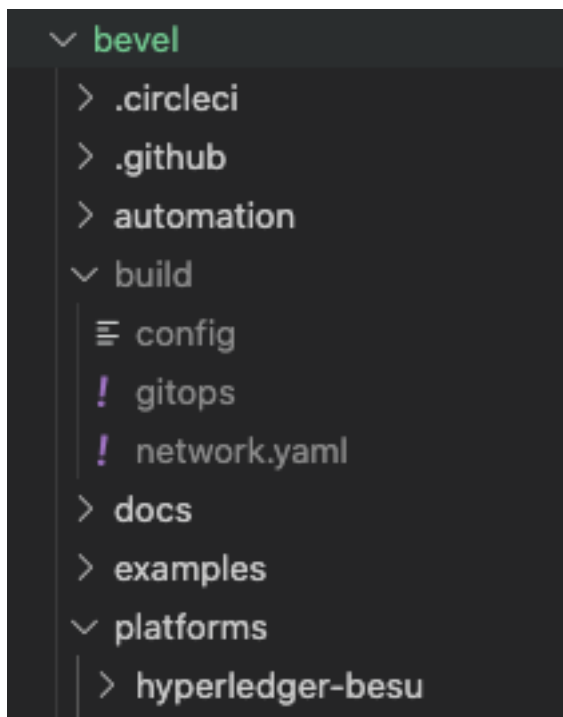 bevel
.circleci
.github
automation
build
config
! gitops
! network.yaml
docs
examples
platforms
hyperledger-besu